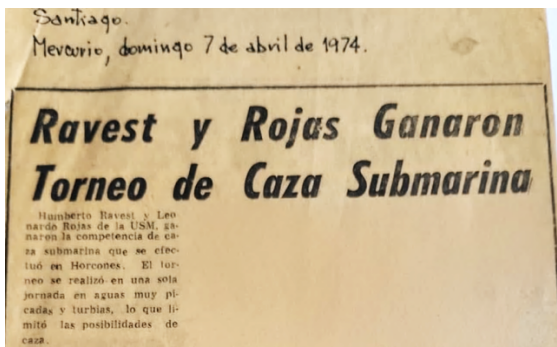 Santiago.
Mercurio, domingo 7 de abril de 1974.
Ravest y Rojas Ganaron
Torneo de Caza Submarina
Humberto Ravest y Leo
nardo Rojas de la USM, ga-
naron la competencia de ca-
za submarina que se efec-
tuó en Horcones. El tor-
neo se realizó en una sola
jornada en aguas muy pi-
cadas y turbias, lo que li-
mitó las posibilidades de
caza.